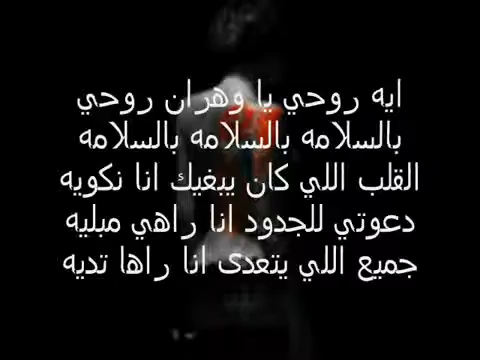 ايه روحي يا وهران روحي
بالسلامه بالسلامه بالسلامه
القلب اللي كان يبغيك انا نكويه
دعوتي للجدود انا راهي مبليه
جميع اللي يتعدى انا راها تديه